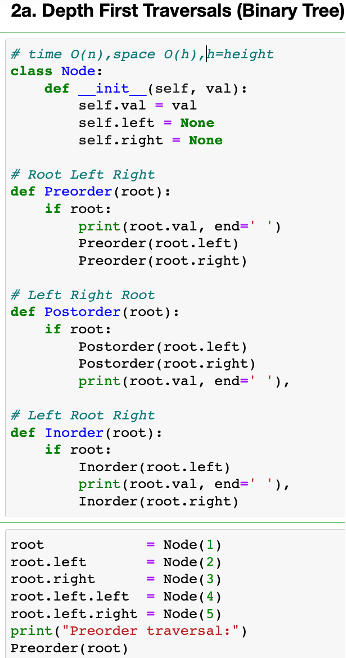 2a. Depth First Traversals (Binary Tree)
# time O(n),space O(h),h=height
class Node:
    def __init__(self, val):
        self.val = val
        self.left = None
        self.right = None
# Root Left Right
def Preorder(root):
    if root:
        print(root.val, end=' ')
        Preorder(root.left)
        Preorder(root.right)
# Left Right Root
def Postorder(root):
    if root:
        Postorder(root.left)
        Postorder(root.right)
        print(root.val, end=' '),
# Left Root Right
def Inorder(root):
    if root:
        Inorder(root.left)
        print(root.val, end=' '),
        Inorder(root.right)
root            = Node(1)
root.left       = Node(2)
root.right      = Node(3)
root.left.left  = Node(4)
root.left.right = Node(5)
print("Preorder traversal:")
Preorder(root)